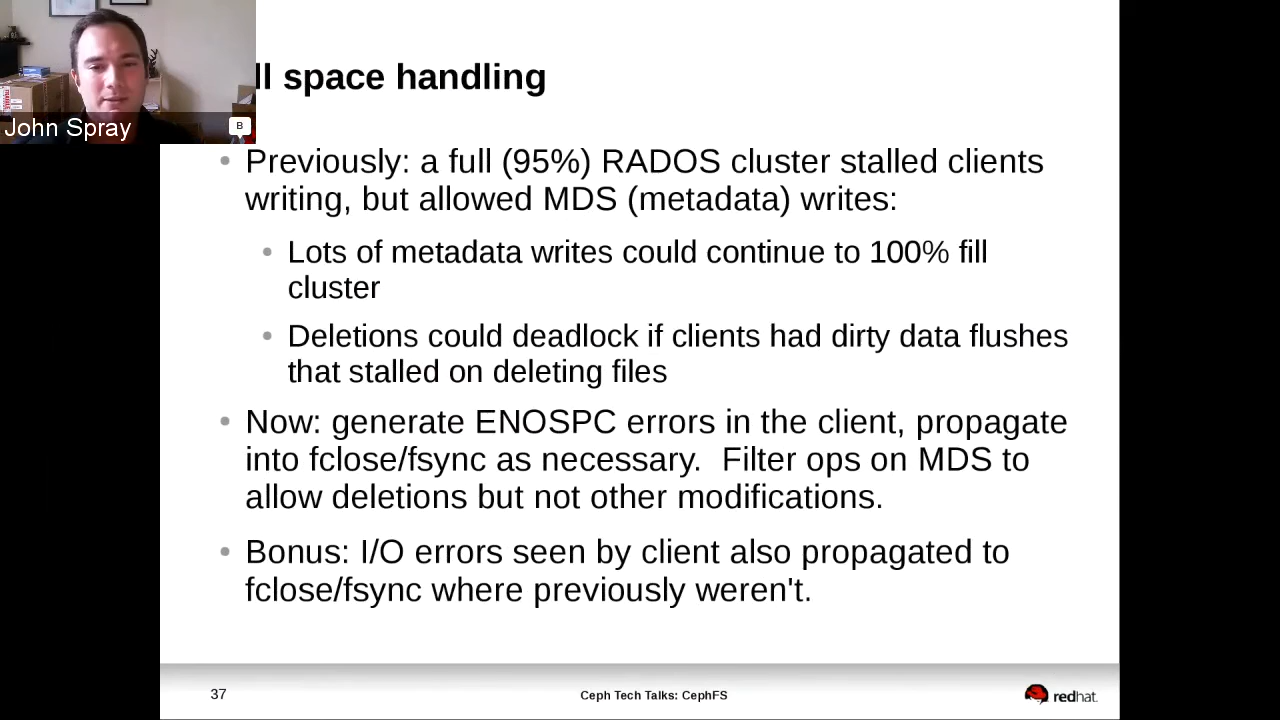 ll space handling
John Spray
B
Previously: a full (95%) RADOS cluster stalled clients
writing, but allowed MDS (metadata) writes:
Lots of metadata writes could continue to 100% fill
cluster
Deletions could deadlock if clients had dirty data flushes
that stalled on deleting files
Now: generate ENOSPC errors in the client, propagate
into fclose/fsync as necessary.  Filter ops on MDS to
allow deletions but not other modifications.
Bonus: I/O errors seen by client also propagated to
fclose/fsync where previously weren't.
37
Ceph Tech Talks: CephFS
redhat.